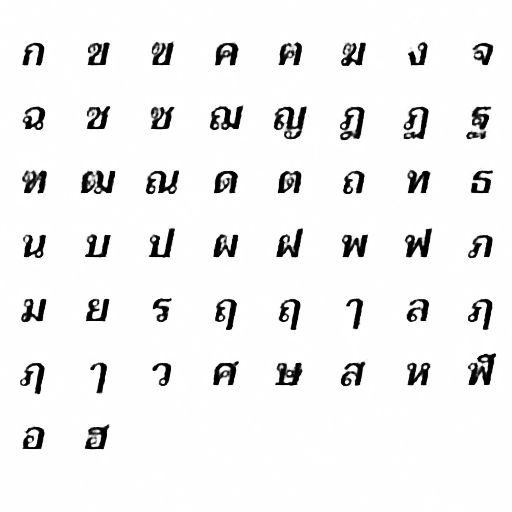 ก ข ฃ ค ฅ ฆ ง จ
ฉ ซ ซ ฌ ญ ฎ ฏ ฐ
ฑ ฒ ณ ด ต ถ ท ธ
น บ ป ผ ฝ พ ฟ ภ
ม ย ร ฤ ฤ ๅ ล ฦ
ฦ ๅ ว ศ ษ ส ห ฬ
อ ฮ